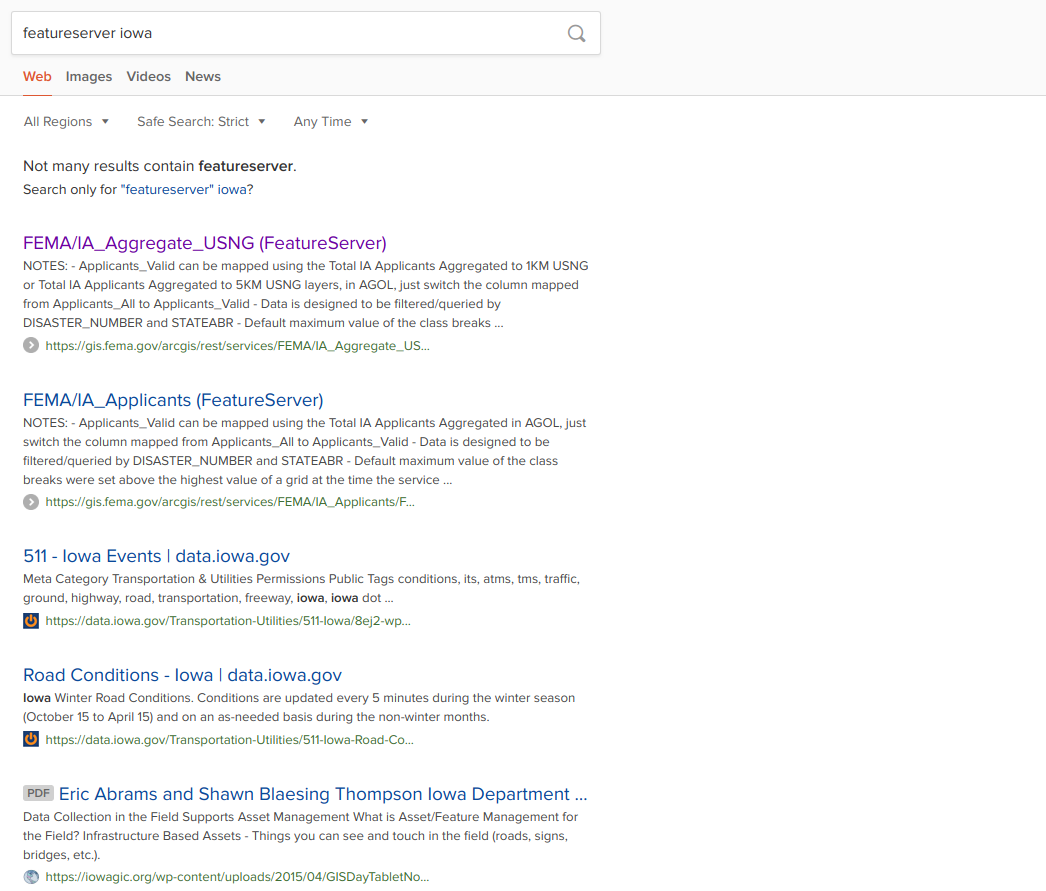 featureserver iowa
Web Images Videos News
All Regions Safe Search: Strict Any Time
Not many results contain featureserver.
Search only for "featureserver" iowa?
FEMA/IA_Aggregate_USNG (FeatureServer)
NOTES: - Applicants_Valid can be mapped using the Total IA Applicants Aggregated to 1KM USNG
or Total IA Applicants Aggregated to 5KM USNG layers, in AGOL, just switch the column mapped
from Applicants_All to Applicants_Valid - Data is designed to be filtered/queried by
DISASTER_NUMBER and STATEABR - Default maximum value of the class breaks ...
https://gis.fema.gov/arcgis/rest/services/FEMA/IA_Aggregate_US...
FEMA/IA_Applicants (FeatureServer)
NOTES: - Applicants_Valid can be mapped using the Total IA Applicants Aggregated in AGOL, just
switch the column mapped from Applicants_All to Applicants_Valid - Data is designed to be
filtered/queried by DISASTER_NUMBER and STATEABR - Default maximum value of the class
breaks were set above the highest value of a grid at the time the service ...
https://gis.fema.gov/arcgis/rest/services/FEMA/IA_Applicants/F...
511 - Iowa Events | data.iowa.gov
Meta Category Transportation & Utilities Permissions Public Tags conditions, its, atms, tms, traffic,
ground, highway, road, transportation, freeway, iowa, iowa dot ...
https://data.iowa.gov/Transportation-Utilities/511-Iowa/8ej2-wp...
Road Conditions - Iowa | data.iowa.gov
Iowa Winter Road Conditions. Conditions are updated every 5 minutes during the winter season
(October 15 to April 15) and on an as-needed basis during the non-winter months.
https://data.iowa.gov/Transportation-Utilities/511-Iowa-Road-Co...
PDF Eric Abrams and Shawn Blaesing Thompson Iowa Department ...
Data Collection in the Field Supports Asset Management What is Asset/Feature Management for
the Field? Infrastructure Based Assets - Things you can see and touch in the field (roads, signs,
bridges, etc.).
https://iowagic.org/wp-content/uploads/2015/04/GISDayTabletNo...